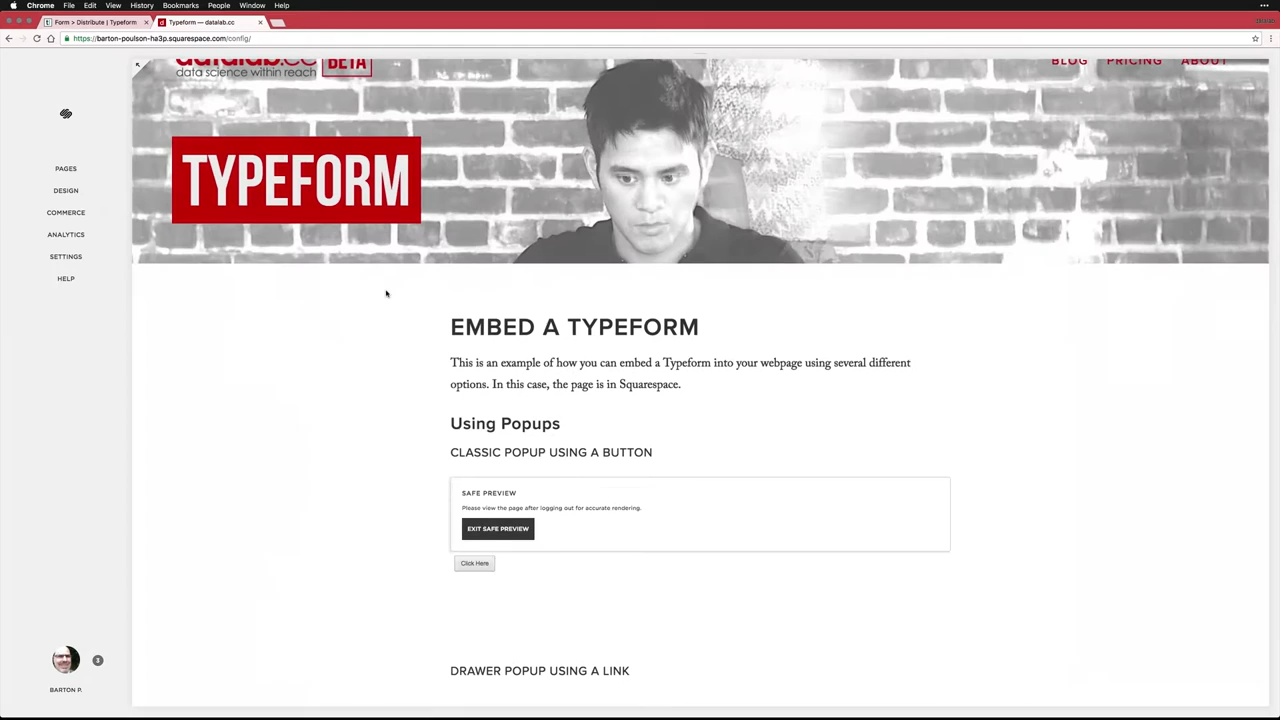 Chrome File Edit View History Bookmarks People Window Help
Form > Distribute | Typeform
Typeform — datalab.cc
https://barton-poulson-ha3p.squarespace.com/config/
datalab.cc BETA
data science within reach
BLOG PRICING ABOUT
TYPEFORM
PAGES
DESIGN
COMMERCE
ANALYTICS
SETTINGS
HELP
EMBED A TYPEFORM
This is an example of how you can embed a Typeform into your webpage using several different
options. In this case, the page is in Squarespace.
Using Popups
CLASSIC POPUP USING A BUTTON
SAFE PREVIEW
Please view the page after logging out for accurate rendering.
EXIT SAFE PREVIEW
Click Here
DRAWER POPUP USING A LINK
3
BARTON P.